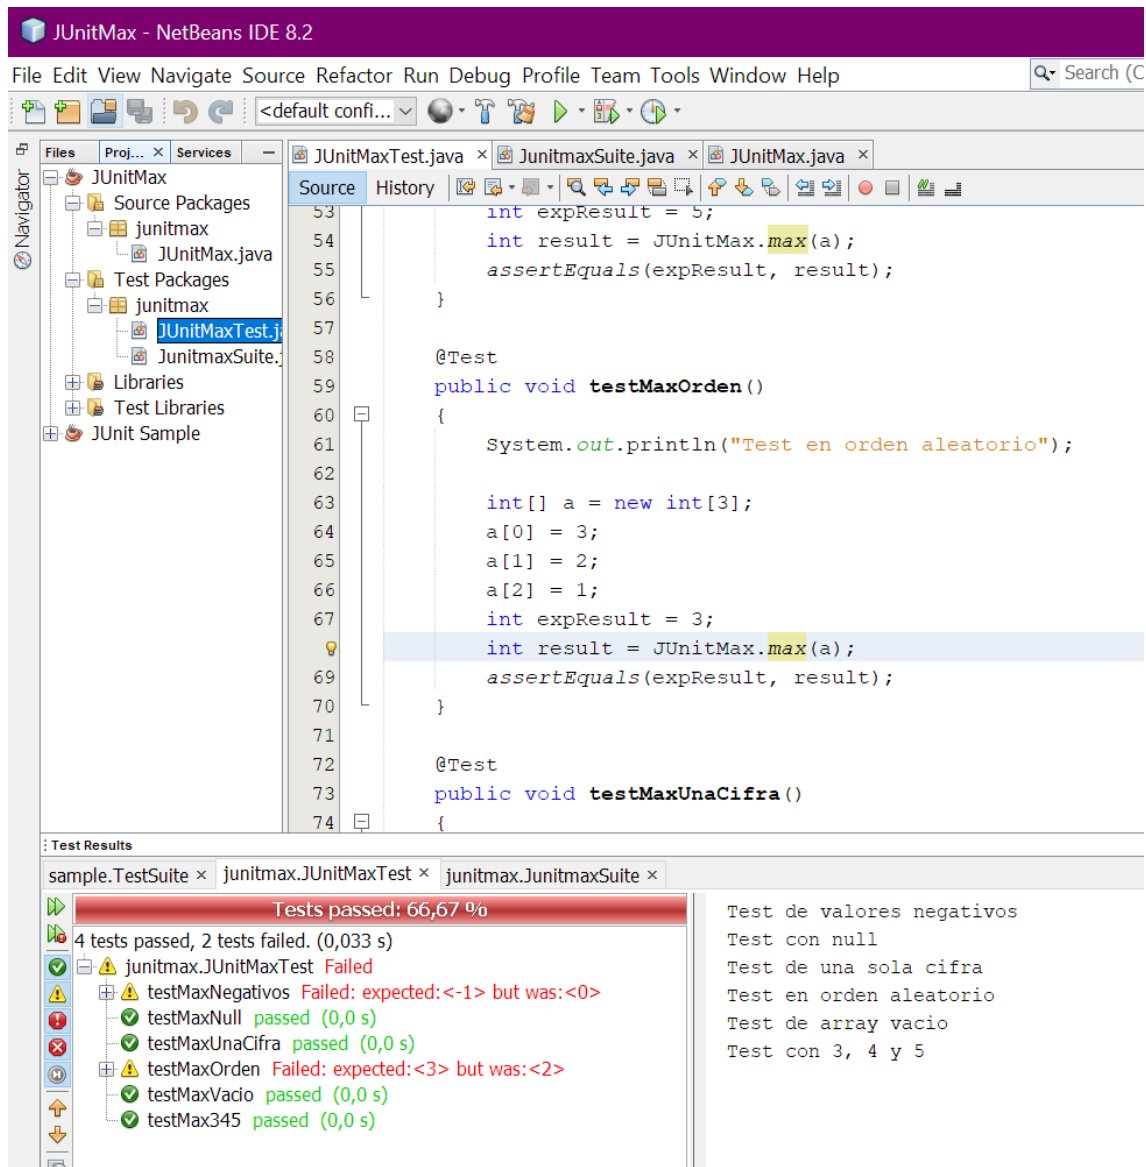 JUnitMax - NetBeans IDE 8.2
File Edit View Navigate Source Refactor Run Debug Profile Team Tools Window Help
Search (C
<default confi...
Navigator
Files Proj... Services
JUnitMax
Source Packages
junitmax
JUnitMax.java
Test Packages
junitmax
JUnitMaxTest.j
JunitmaxSuite.
Libraries
Test Libraries
JUnit Sample
JUnitMaxTest.java JunitmaxSuite.java JUnitMax.java
Source History
53 int expResult = 5;
54 int result = JUnitMax.max(a);
55 assertEquals(expResult, result);
56 }
57
58 @Test
59 public void testMaxOrden()
60 {
61 System.out.println("Test en orden aleatorio");
62
63 int[] a = new int[3];
64 a[0] = 3;
65 a[1] = 2;
66 a[2] = 1;
67 int expResult = 3;
int result = JUnitMax.max(a);
69 assertEquals(expResult, result);
70 }
71
72 @Test
73 public void testMaxUnaCifra()
74 {
Test Results
sample.TestSuite junitmax.JUnitMaxTest junitmax.JunitmaxSuite
Tests passed: 66,67 %
4 tests passed, 2 tests failed. (0,033 s)
junitmax.JUnitMaxTest Failed
testMaxNegativos Failed: expected:<-1> but was:<0>
testMaxNull passed (0,0 s)
testMaxUnaCifra passed (0,0 s)
testMaxOrden Failed: expected:<3> but was:<2>
testMaxVacio passed (0,0 s)
testMax345 passed (0,0 s)
Test de valores negativos
Test con null
Test de una sola cifra
Test en orden aleatorio
Test de array vacio
Test con 3, 4 y 5